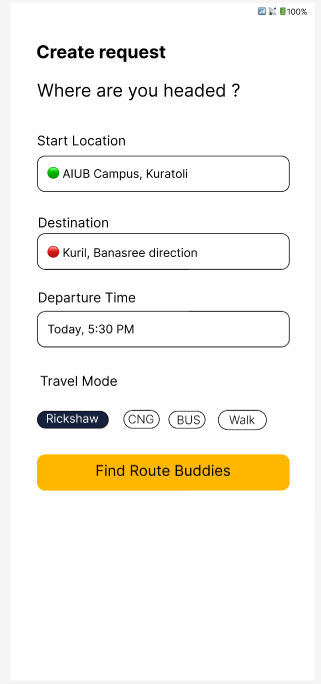 100%
Create request
Where are you headed ?
Start Location
AIUB Campus, Kuratoli
Destination
Kuril, Banasree direction
Departure Time
Today, 5:30 PM
Travel Mode
Rickshaw CNG BUS Walk
Find Route Buddies